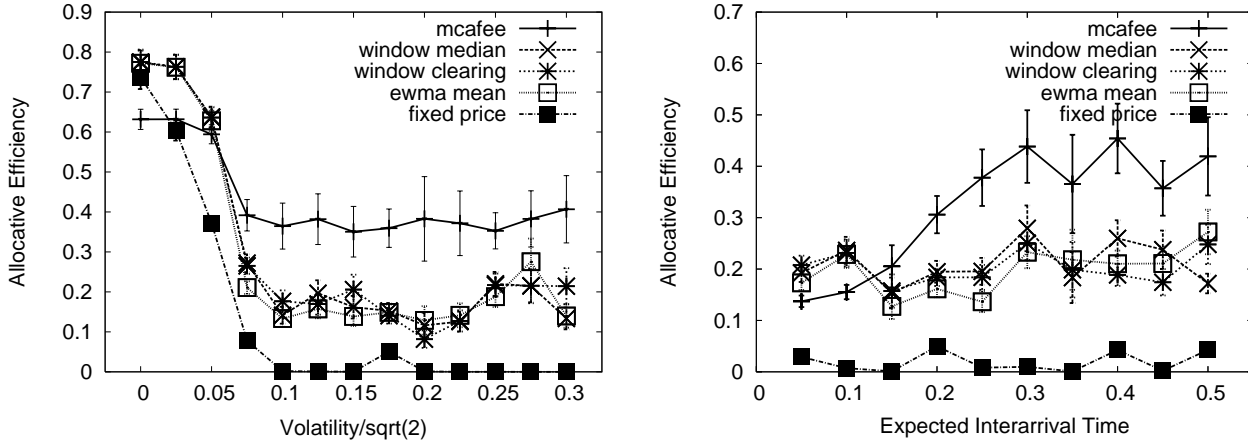 mcafee
window median
window clearing
ewma mean
fixed price
0.9
0.8
0.7
0.6
0.5
0.4
0.3
0.2
0.1
0
Allocative Efficiency
0 0.05 0.1 0.15 0.2 0.25 0.3
Volatility/sqrt(2)
mcafee
window median
window clearing
ewma mean
fixed price
0.7
0.6
0.5
0.4
0.3
0.2
0.1
0
Allocative Efficiency
0 0.1 0.2 0.3 0.4 0.5
Expected Interarrival Time